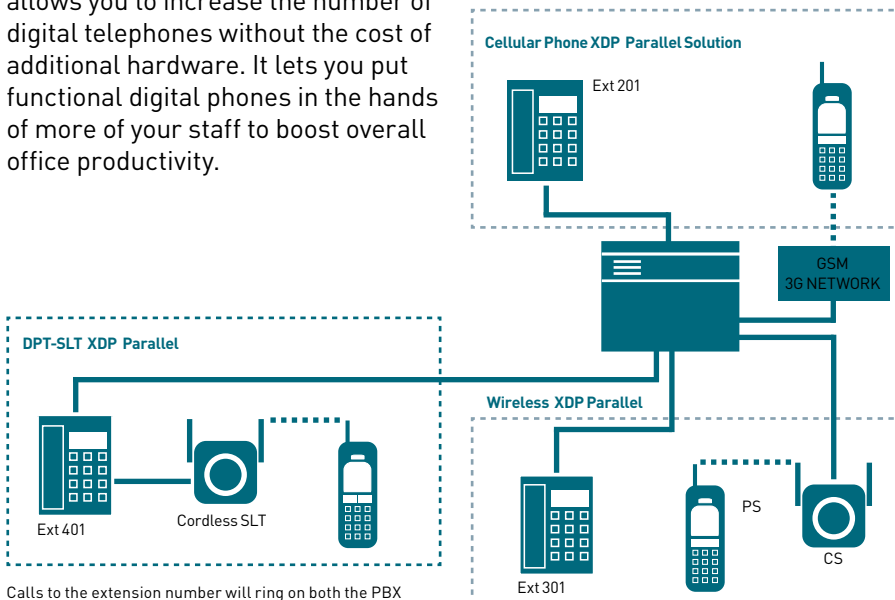 allows you to increase the number of
digital telephones without the cost of
additional hardware. It lets you put
functional digital phones in the hands
of more of your staff to boost overall
office productivity.
Cellular Phone XDP Parallel Solution
Ext 201
GSM
3G NETWORK
DPT-SLT XDP Parallel
Ext 401
Cordless SLT
Wireless XDP Parallel
Ext 301
PS
CS
Calls to the extension number will ring on both the PBX